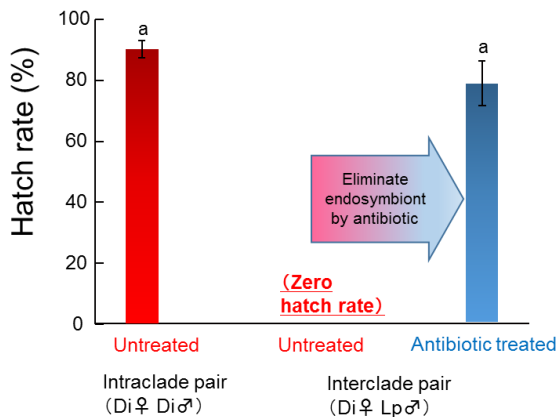 Hatch rate (%)
100
80
60
40
20
0
a
a
Eliminate
endosymbiont
by antibiotic
（Zero
hatch rate）
Untreated
Untreated
Antibiotic treated
Intraclade pair
（Di♀ Di♂）
Interclade pair
（Di♀ Lp♂）